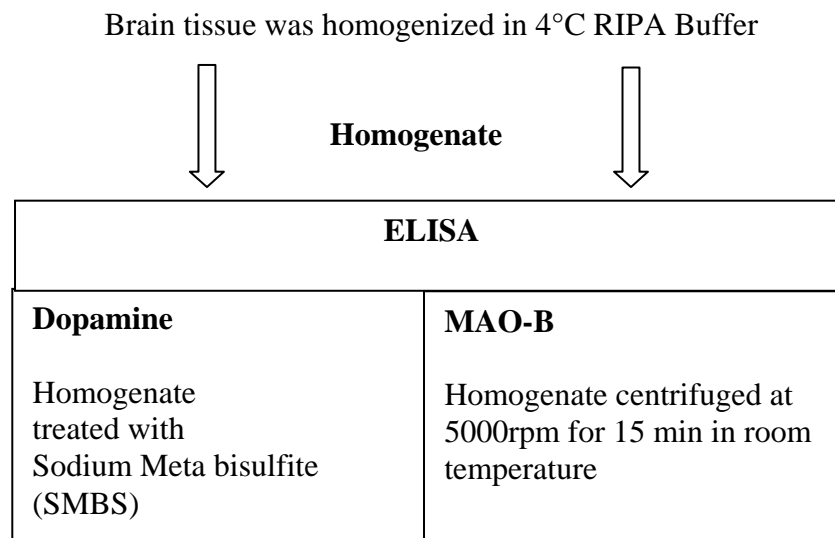 Brain tissue was homogenized in 4°C RIPA Buffer
Homogenate
ELISA
Dopamine
Homogenate
treated with
Sodium Meta bisulfite
(SMBS)
MAO-B
Homogenate centrifuged at
5000rpm for 15 min in room
temperature